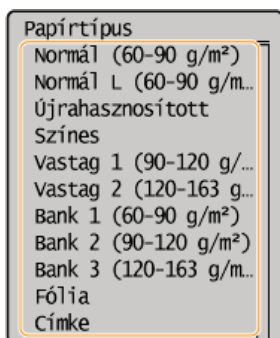 Papírtípus
Normál (60-90 g/m²)
Normál L (60-90 g/m…
Újrahasznosított
Színes
Vastag 1 (90-120 g/…
Vastag 2 (120-163 g…
Bank 1 (60-90 g/m²)
Bank 2 (90-120 g/m²)
Bank 3 (120-163 g/m…
Fólia
Címke